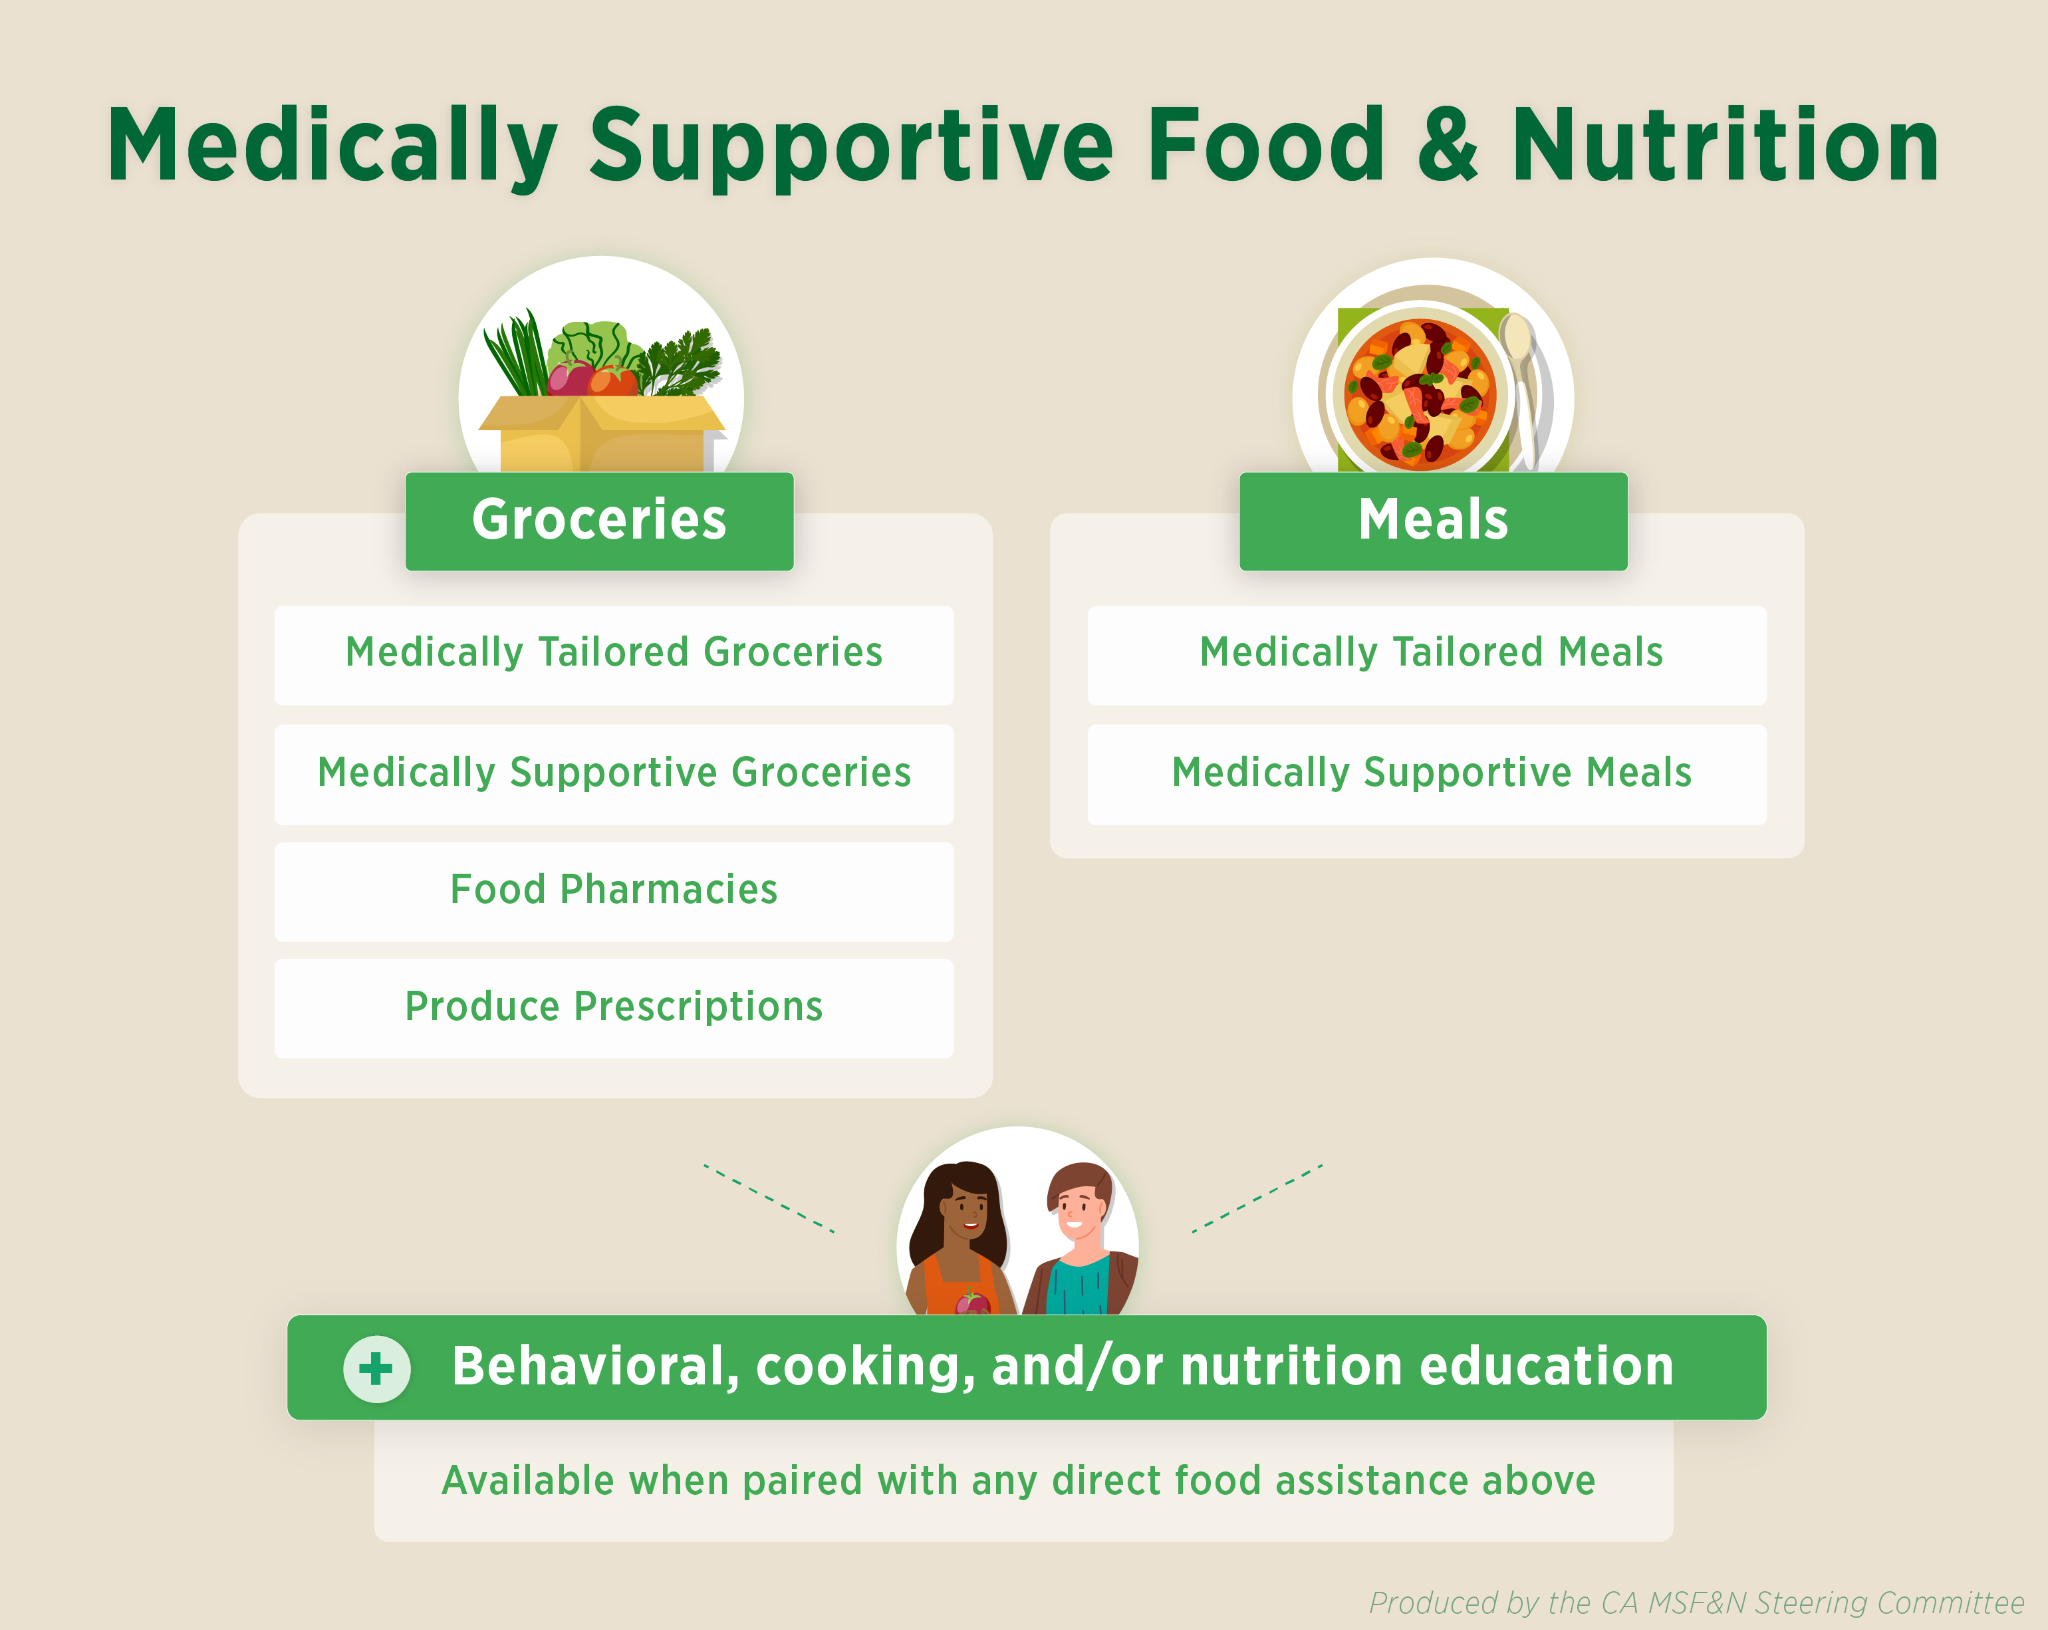 Medically Supportive Food & Nutrition
Groceries
Medically Tailored Groceries
Medically Supportive Groceries
Food Pharmacies
Produce Prescriptions
Meals
Medically Tailored Meals
Medically Supportive Meals
Behavioral, cooking, and/or nutrition education
Available when paired with any direct food assistance above
Produced by the CA MSF&N Steering Committee